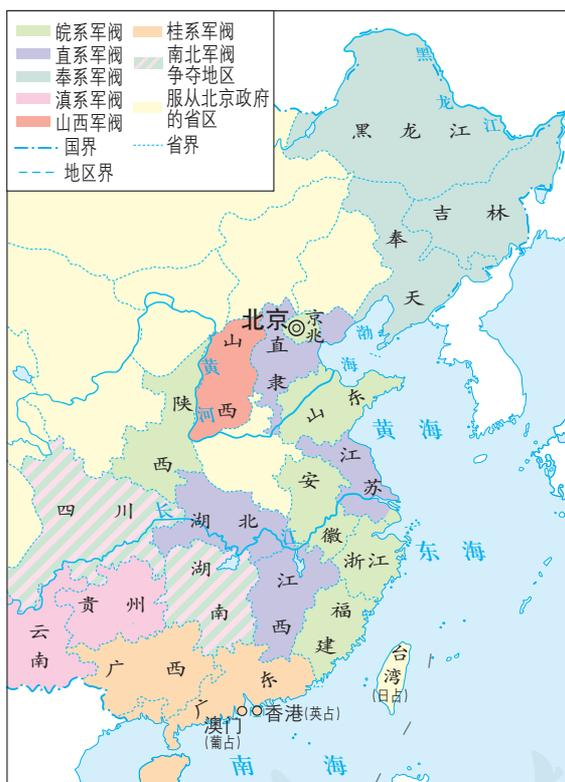 皖系军阀
直系军阀
奉系军阀
滇系军阀
山西军阀
国界
地区界
桂系军阀
南北军阀
争夺地区
服从北京政府
的省区
省界
黑龙江
黑龙江
吉林
奉天
北京
京兆
渤海
直隶
山西
黄河
山东
陕西
黄海
江苏
安徽
四川
长江
湖北
浙江
东海
湖南
江西
贵州
福建
云南
广西
广东
台湾
(日占)
香港(英占)
澳门
(葡占)
南海